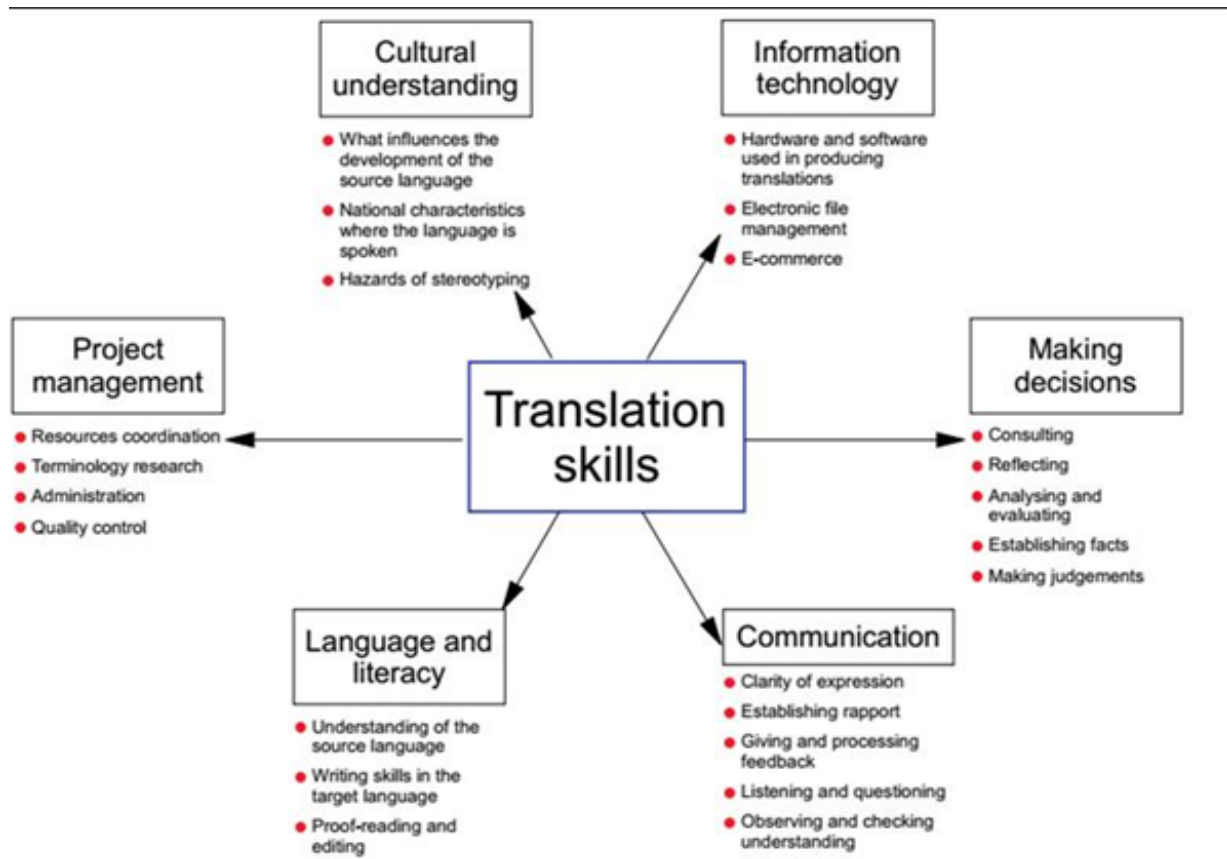 Cultural
understanding
What influences the
development of the
source language
National characteristics
where the language is
spoken
Hazards of stereotyping
Information
technology
Hardware and software
used in producing
translations
Electronic file
management
E-commerce
Project
management
Resources coordination
Terminology research
Administration
Quality control
Translation
skills
Making
decisions
Consulting
Reflecting
Analysing and
evaluating
Establishing facts
Making judgements
Language and
literacy
Understanding of the
source language
Writing skills in the
target language
Proof-reading and
editing
Communication
Clarity of expression
Establishing rapport
Giving and processing
feedback
Listening and questioning
Observing and checking
understanding